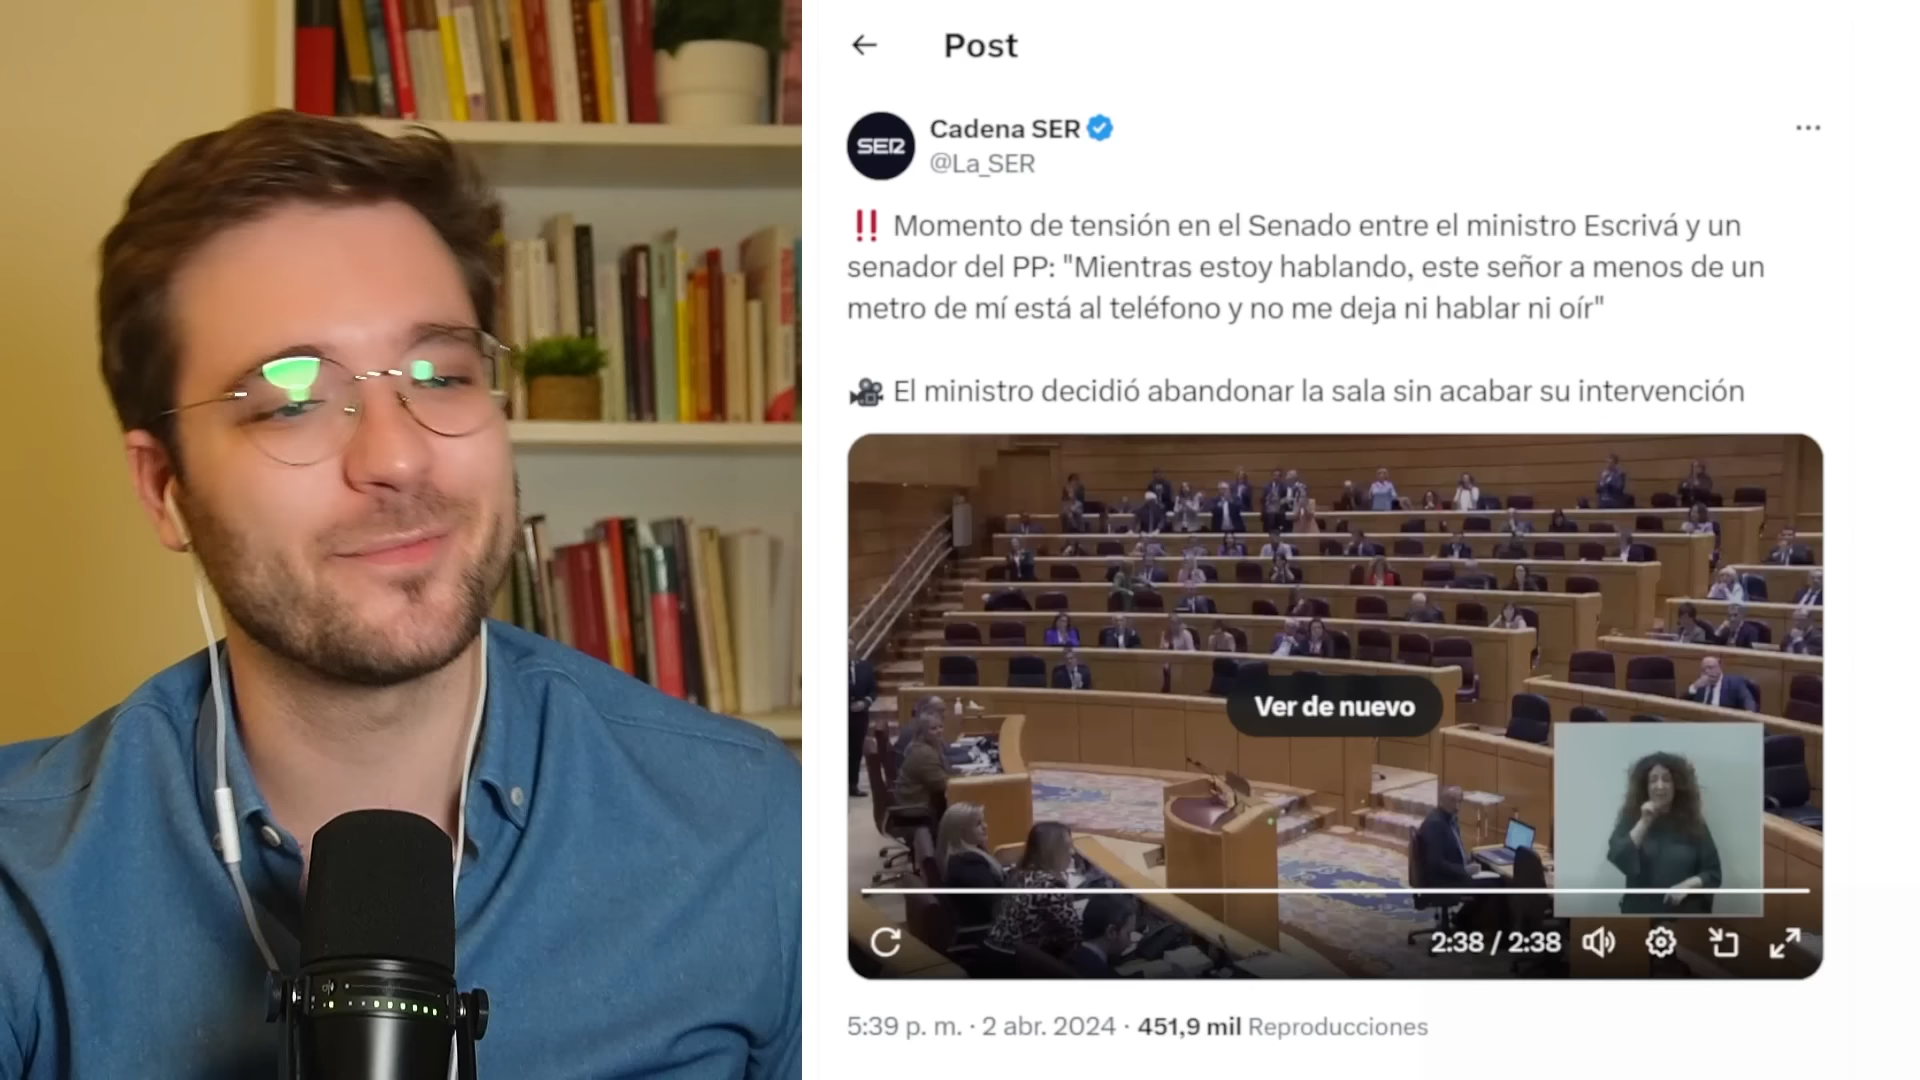 Post
Cadena SER
SER
@La_SER
‼️ Momento de tensión en el Senado entre el ministro Escrivá y un
senador del PP: "Mientras estoy hablando, este señor a menos de un
metro de mí está al teléfono y no me deja ni hablar ni oír"
🎥 El ministro decidió abandonar la sala sin acabar su intervención
Ver de nuevo
2:38 / 2:38
5:39 p. m. · 2 abr. 2024 · 451,9 mil Reproducciones